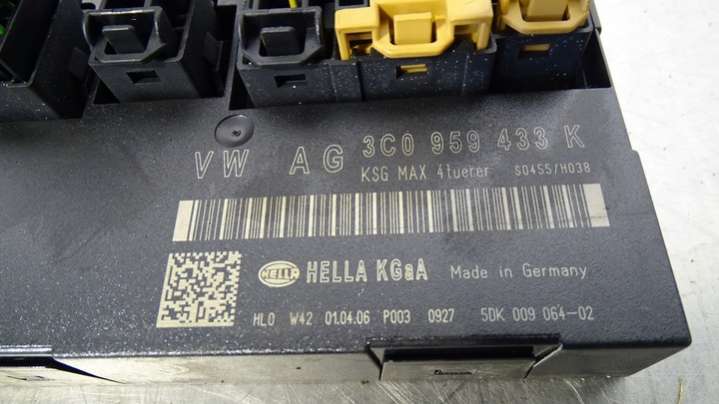 VW AG 3C0 959 433 K
KSG MAX 4tuerer S0455/H038
HELLA HELLA KGaA Made in Germany
HL0 W42 01.04.06 P003 0927 5DK 009 064-02